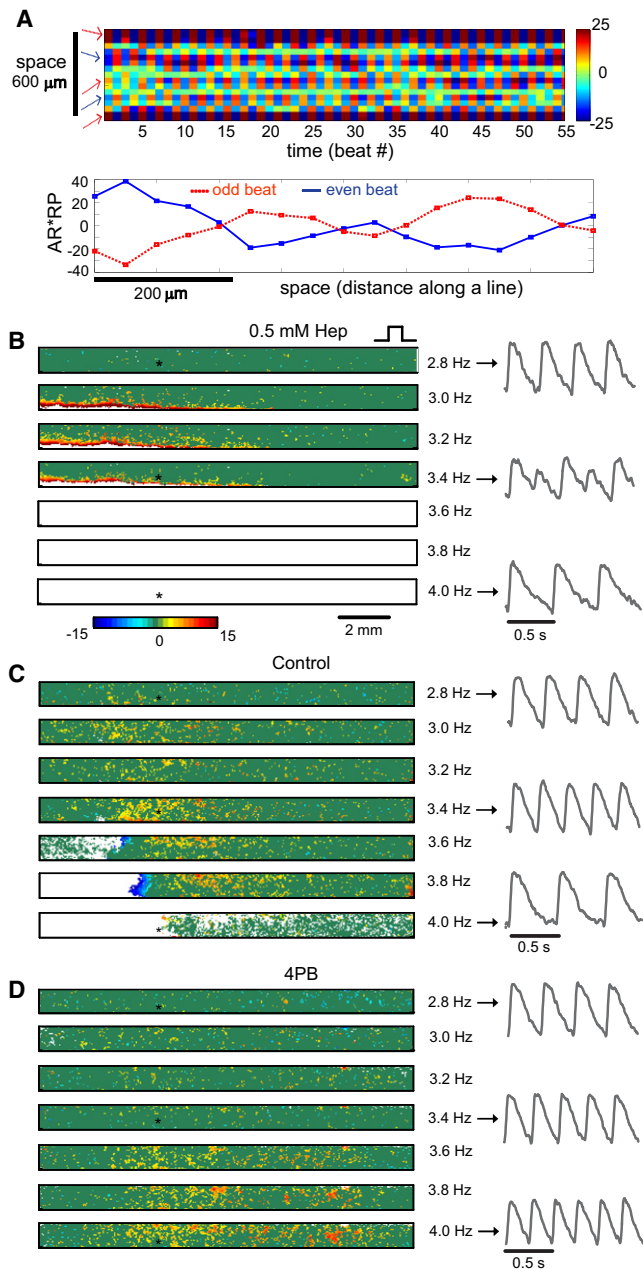 A
space
600 μm
25
0
-25
5 10 15 20 25 30 35 40 45 50 55
time (beat #)
AR*RP
40
20
0
-20
-40
odd beat
even beat
200 μm
space (distance along a line)
B
0.5 mM Hep
*
2.8 Hz
3.0 Hz
3.2 Hz
*
3.4 Hz
3.6 Hz
3.8 Hz
*
4.0 Hz
-15
0
15
2 mm
0.5 s
C
Control
*
2.8 Hz
3.0 Hz
3.2 Hz
*
3.4 Hz
3.6 Hz
3.8 Hz
*
4.0 Hz
0.5 s
D
4PB
*
2.8 Hz
3.0 Hz
3.2 Hz
*
3.4 Hz
3.6 Hz
3.8 Hz
*
4.0 Hz
0.5 s